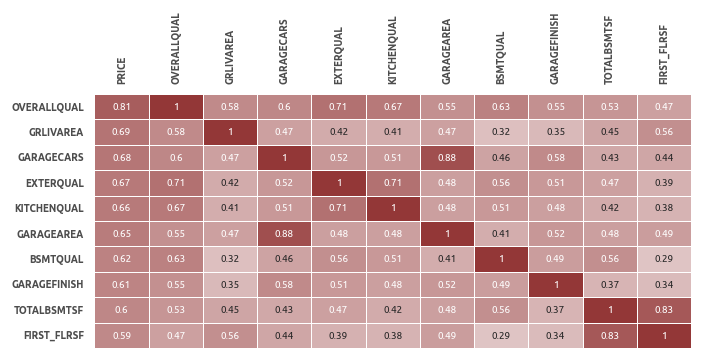 PRICE OVERALLQUAL GRLIVAREA GARAGECARS EXTERQUAL KITCHENQUAL GARAGEAREA BSMTQUAL GARAGEFINISH TOTALBSMTSF FIRST_FLRSF
OVERALLQUAL 0.81 1 0.58 0.6 0.71 0.67 0.55 0.63 0.55 0.53 0.47
GRLIVAREA 0.69 0.58 1 0.47 0.42 0.41 0.47 0.32 0.35 0.45 0.56
GARAGECARS 0.68 0.6 0.47 1 0.52 0.51 0.88 0.46 0.58 0.43 0.44
EXTERQUAL 0.67 0.71 0.42 0.52 1 0.71 0.48 0.56 0.51 0.47 0.39
KITCHENQUAL 0.66 0.67 0.41 0.51 0.71 1 0.48 0.51 0.48 0.42 0.38
GARAGEAREA 0.65 0.55 0.47 0.88 0.48 0.48 1 0.41 0.52 0.48 0.49
BSMTQUAL 0.62 0.63 0.32 0.46 0.56 0.51 0.41 1 0.49 0.56 0.29
GARAGEFINISH 0.61 0.55 0.35 0.58 0.51 0.48 0.52 0.49 1 0.37 0.34
TOTALBSMTSF 0.6 0.53 0.45 0.43 0.47 0.42 0.48 0.56 0.37 1 0.83
FIRST_FLRSF 0.59 0.47 0.56 0.44 0.39 0.38 0.49 0.29 0.34 0.83 1